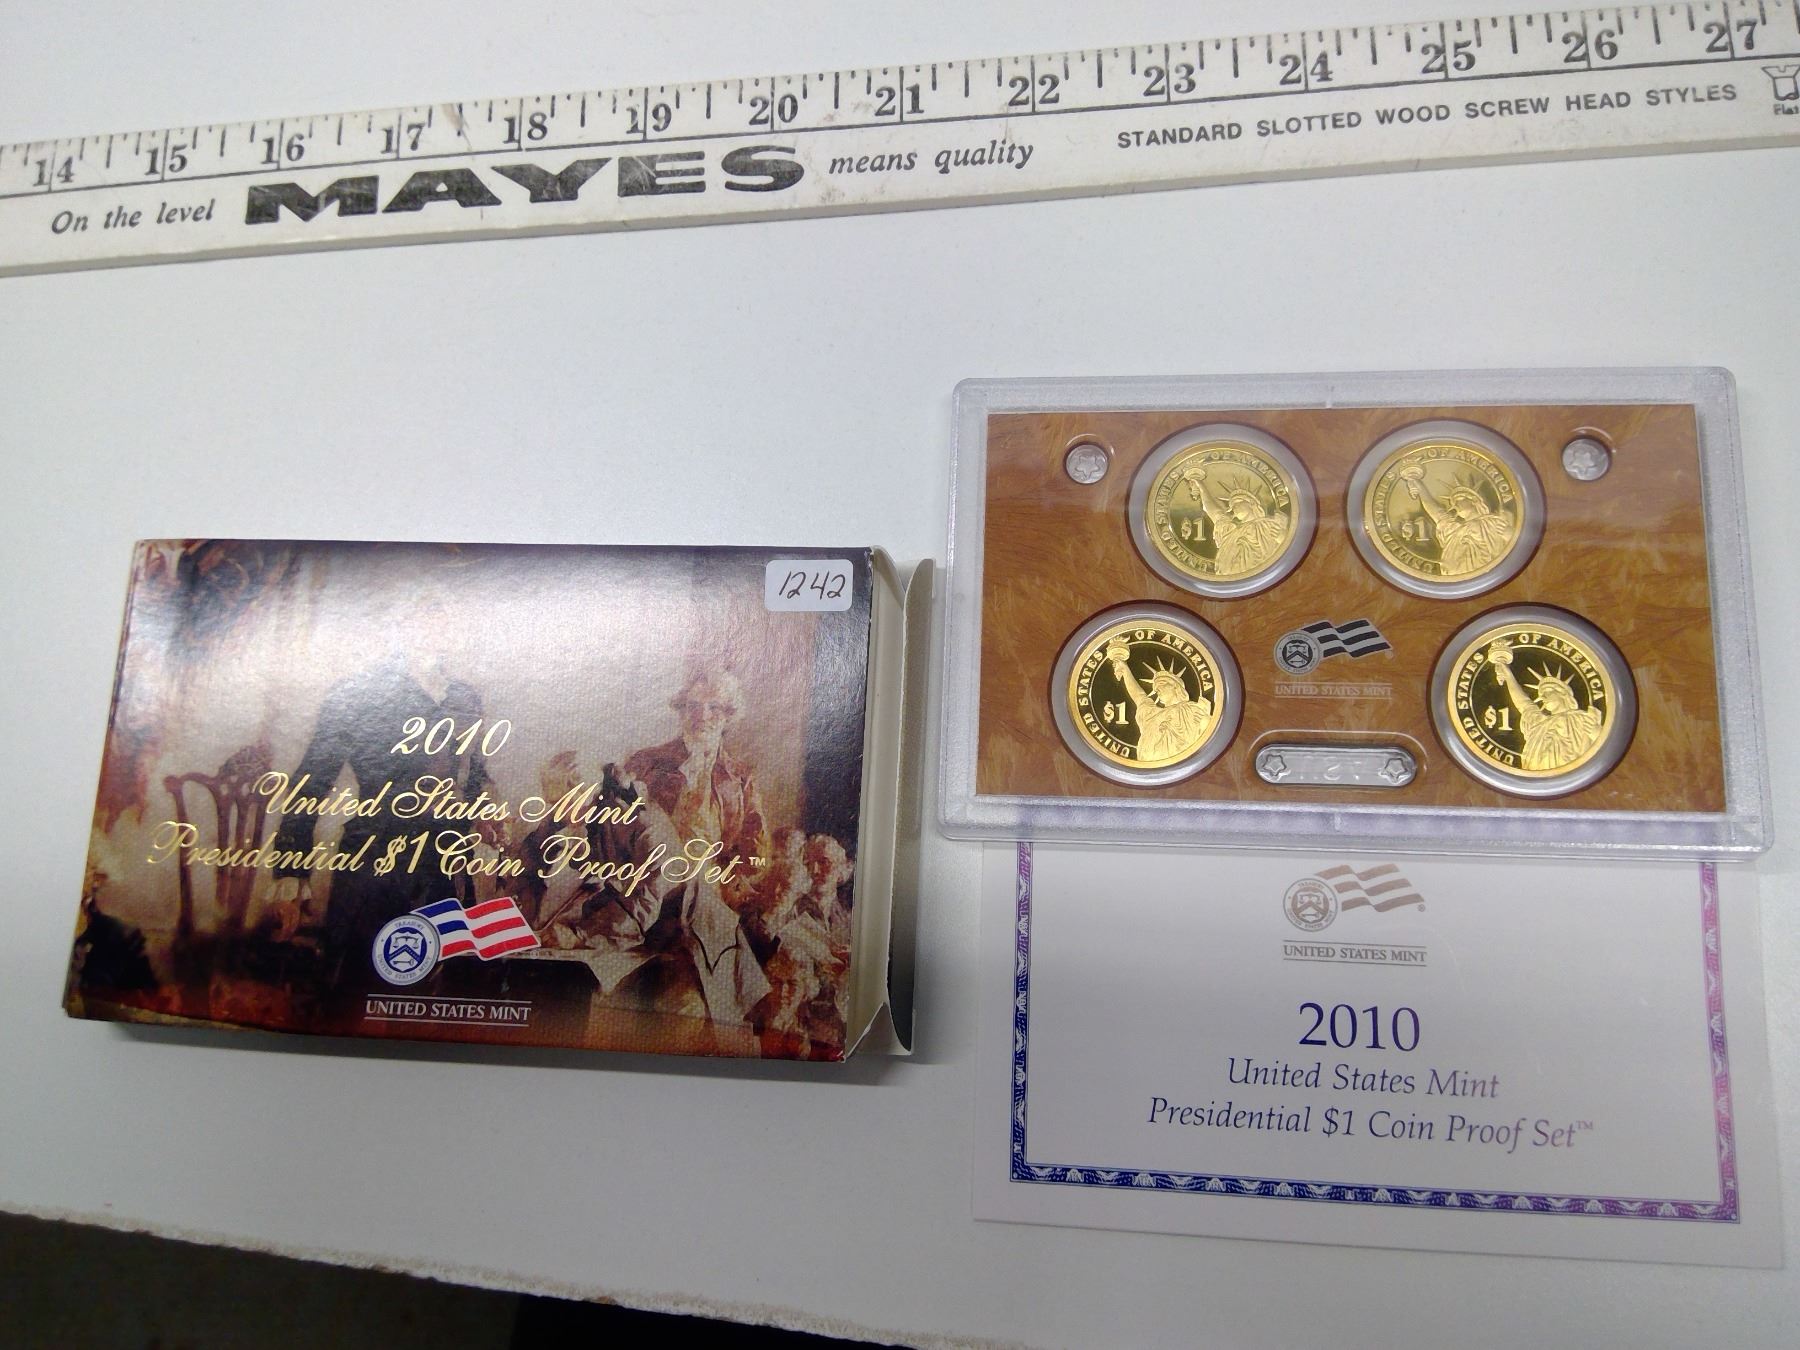 14 15 16 17 18 19 20 21 22 23 24 25 26 27
On the level MAYES means quality STANDARD SLOTTED WOOD SCREW HEAD STYLES
Flat
1242
2010
United States Mint
Presidential $1 Coin Proof Set™
UNITED STATES MINT
UNITED STATES OF AMERICA
$1
UNITED STATES OF AMERICA
$1
UNITED STATES OF AMERICA
$1
UNITED STATES OF AMERICA
$1
UNITED STATES MINT
UNITED STATES MINT
2010
United States Mint
Presidential $1 Coin Proof Set™